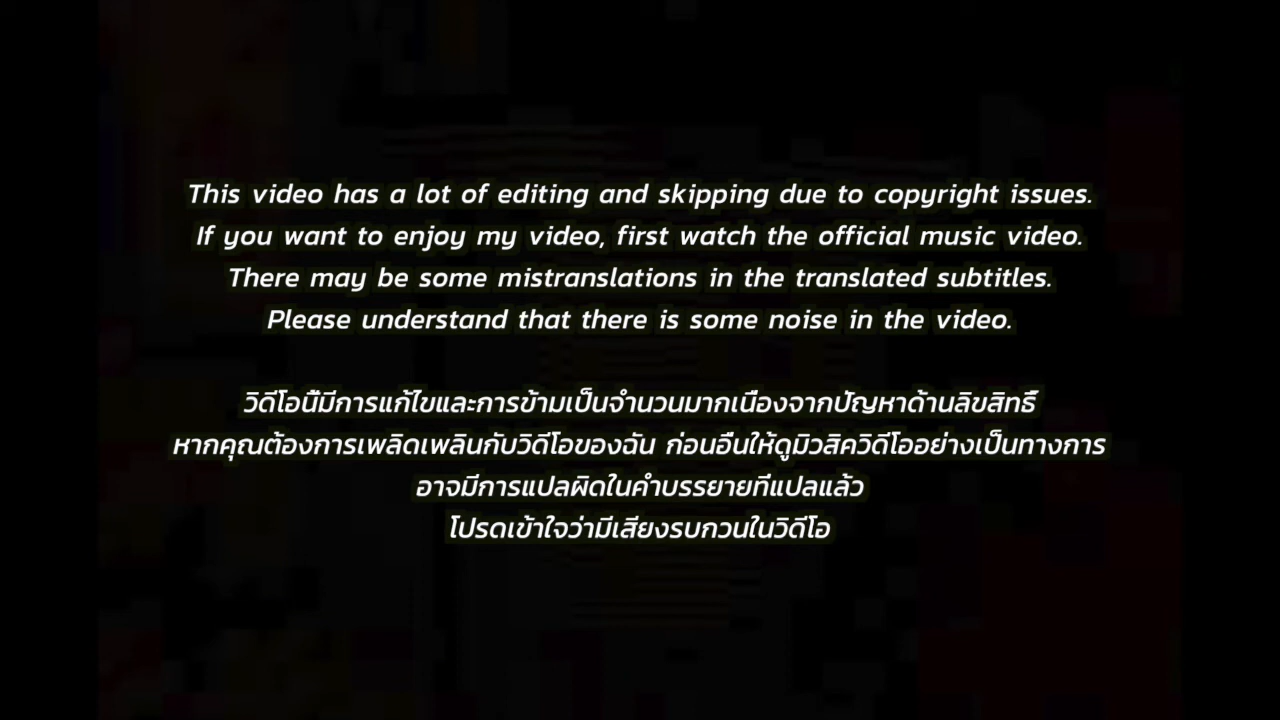 This video has a lot of editing and skipping due to copyright issues.
If you want to enjoy my video, first watch the official music video.
There may be some mistranslations in the translated subtitles.
Please understand that there is some noise in the video.
วิดีโอนี้มีการแก้ไขและการข้ามเป็นจำนวนมากเนื่องจากปัญหาด้านลิขสิทธิ์
หากคุณต้องการเพลิดเพลินกับวิดีโอของฉัน ก่อนอื่นให้ดูมิวสิควิดีโออย่างเป็นทางการ
อาจมีการแปลผิดในคำบรรยายที่แปลแล้ว
โปรดเข้าใจว่ามีเสียงรบกวนในวิดีโอ